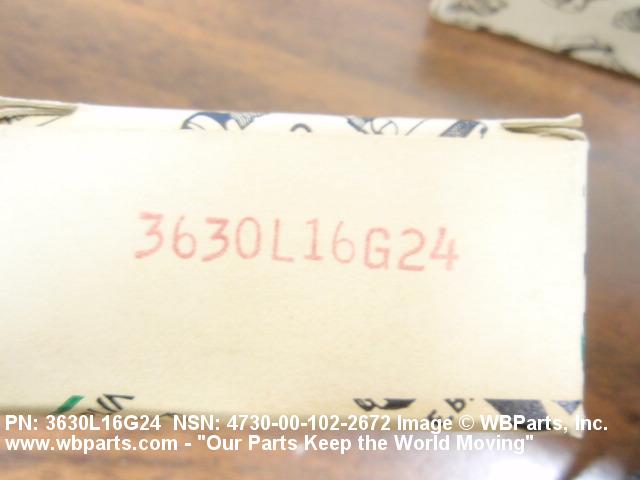 3630L16G24
PN: 3630L16G24 NSN: 4730-00-102-2672 Image © WBParts, Inc.
www.wbparts.com - "Our Parts Keep the World Moving"